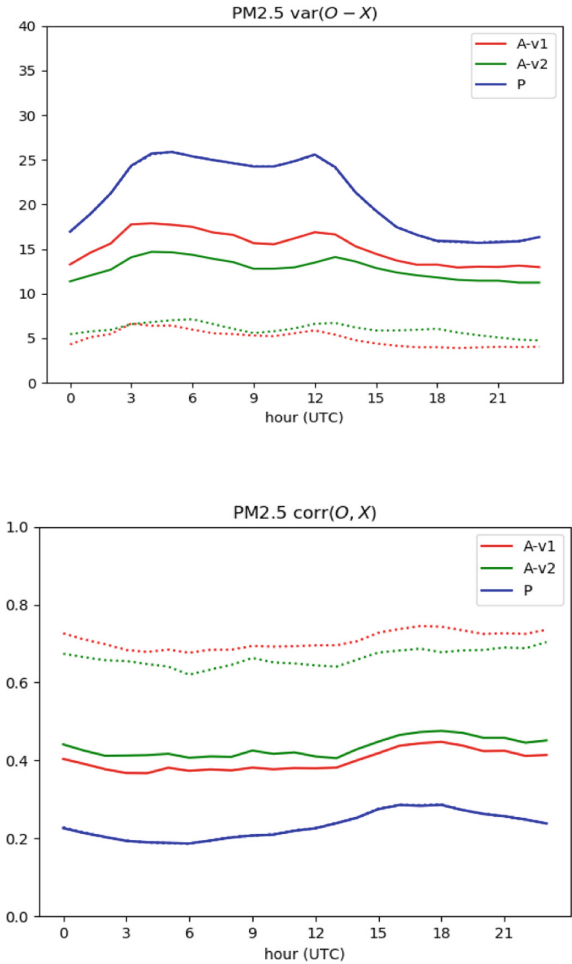 PM2.5 var(O − X)
40
35
30
25
20
15
10
5
0
A-v1
A-v2
P
0 3 6 9 12 15 18 21
hour (UTC)
PM2.5 corr(O, X)
1.0
0.8
0.6
0.4
0.2
0.0
A-v1
A-v2
P
0 3 6 9 12 15 18 21
hour (UTC)